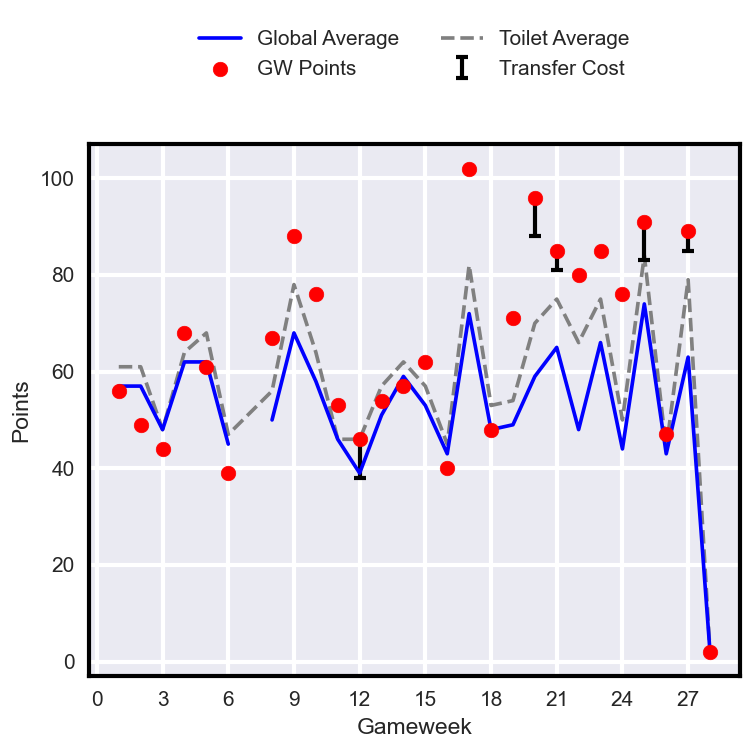 Global Average
Toilet Average
GW Points
Transfer Cost
100
80
60
40
20
0
Points
0 3 6 9 12 15 18 21 24 27
Gameweek